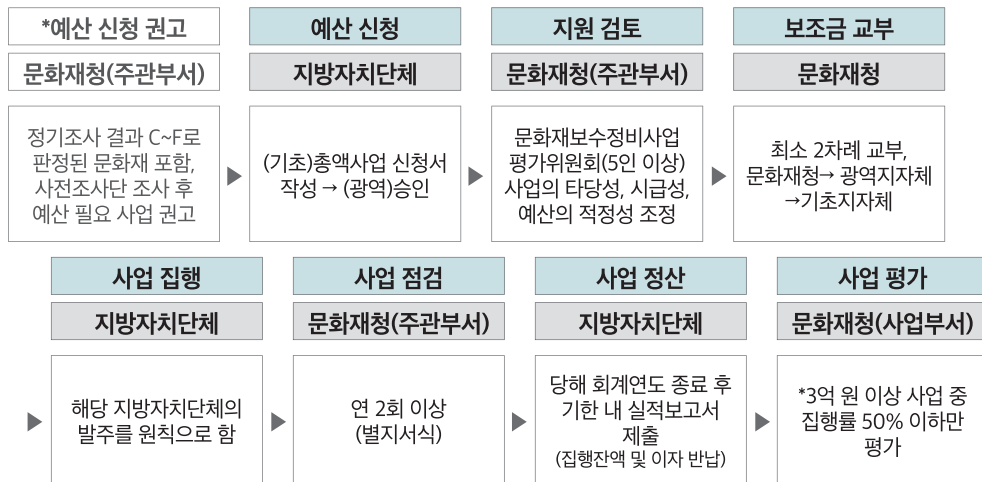 *예산 신청 권고
문화재청(주관부서)
정기조사 결과 C~F로
판정된 문화재 포함,
사전조사단 조사 후
예산 필요 사업 권고
▶
예산 신청
지방자치단체
(기초)총액사업 신청서
작성 → (광역)승인
▶
지원 검토
문화재청(주관부서)
문화재보수정비사업
평가위원회(5인 이상)
사업의 타당성, 시급성,
예산의 적정성 조정
▶
보조금 교부
문화재청
최소 2차례 교부,
문화재청→ 광역지자체
→기초지자체
▶
사업 집행
지방자치단체
해당 지방자치단체의
발주를 원칙으로 함
▶
사업 점검
문화재청(주관부서)
연 2회 이상
(별지서식)
▶
사업 정산
지방자치단체
당해 회계연도 종료 후
기한 내 실적보고서
제출
(집행잔액 및 이자 반납)
▶
사업 평가
문화재청(사업부서)
*3억 원 이상 사업 중
집행률 50% 이하만
평가